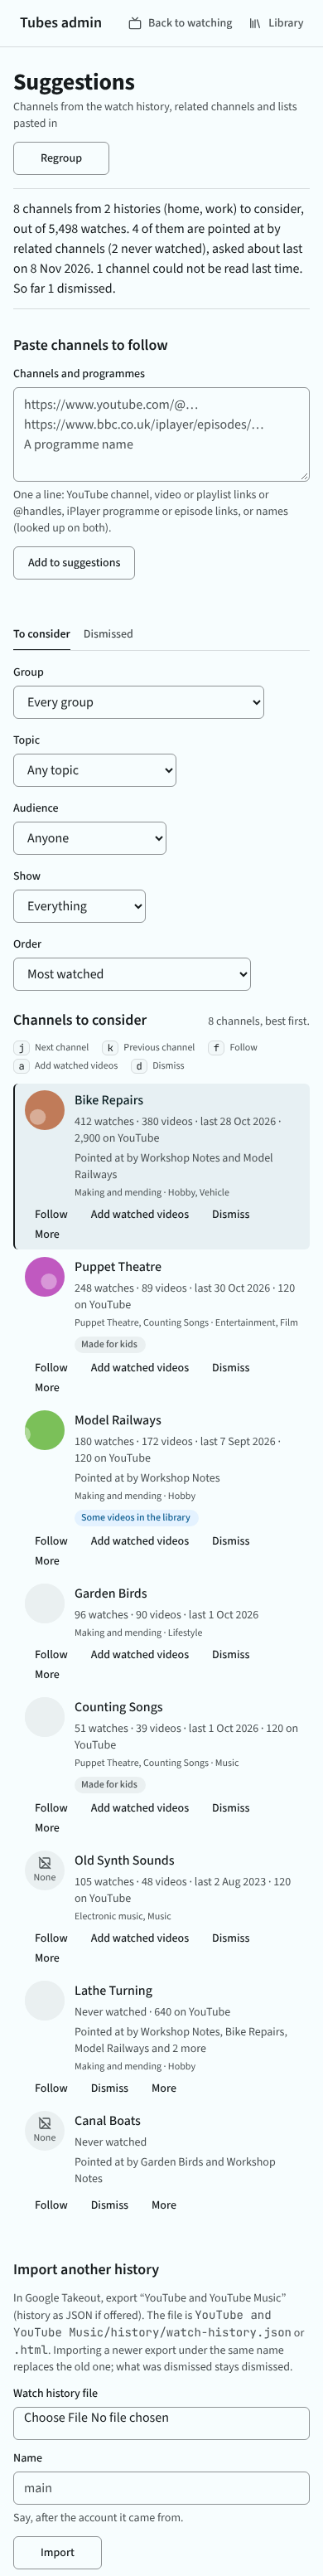 Tubes admin
Back to watching
Library
Suggestions
Channels from the watch history, related channels and lists
pasted in
Regroup
8 channels from 2 histories (home, work) to consider,
out of 5,498 watches. 4 of them are pointed at by
related channels (2 never watched), asked about last
on 8 Nov 2026. 1 channel could not be read last time.
So far 1 dismissed.
Paste channels to follow
Channels and programmes
https://www.youtube.com/@…
https://www.bbc.co.uk/iplayer/episodes/…
A programme name
One a line: YouTube channel, video or playlist links or
@handles, iPlayer programme or episode links, or names
(looked up on both).
Add to suggestions
To consider
Dismissed
Group
Every group
Topic
Any topic
Audience
Anyone
Show
Everything
Order
Most watched
Channels to consider
8 channels, best first.
j Next channel k Previous channel f Follow
a Add watched videos d Dismiss
Bike Repairs
412 watches · 380 videos · last 28 Oct 2026 ·
2,900 on YouTube
Pointed at by Workshop Notes and Model
Railways
Making and mending · Hobby, Vehicle
Follow Add watched videos Dismiss
More
Puppet Theatre
248 watches · 89 videos · last 30 Oct 2026 · 120
on YouTube
Puppet Theatre, Counting Songs · Entertainment, Film
Made for kids
Follow Add watched videos Dismiss
More
Model Railways
180 watches · 172 videos · last 7 Sept 2026 ·
120 on YouTube
Pointed at by Workshop Notes
Making and mending · Hobby
Some videos in the library
Follow Add watched videos Dismiss
More
Garden Birds
96 watches · 90 videos · last 1 Oct 2026
Making and mending · Lifestyle
Follow Add watched videos Dismiss
More
Counting Songs
51 watches · 39 videos · last 1 Oct 2026 · 120 on
YouTube
Puppet Theatre, Counting Songs · Music
Made for kids
Follow Add watched videos Dismiss
More
None
Old Synth Sounds
105 watches · 48 videos · last 2 Aug 2023 · 120
on YouTube
Electronic music, Music
Follow Add watched videos Dismiss
More
Lathe Turning
Never watched · 640 on YouTube
Pointed at by Workshop Notes, Bike Repairs,
Model Railways and 2 more
Making and mending · Hobby
Follow Dismiss More
None
Canal Boats
Never watched
Pointed at by Garden Birds and Workshop
Notes
Follow Dismiss More
Import another history
In Google Takeout, export “YouTube and YouTube Music”
(history as JSON if offered). The file is YouTube and
YouTube Music/history/watch-history.json or
.html. Importing a newer export under the same name
replaces the old one; what was dismissed stays dismissed.
Watch history file
Choose File No file chosen
Name
main
Say, after the account it came from.
Import